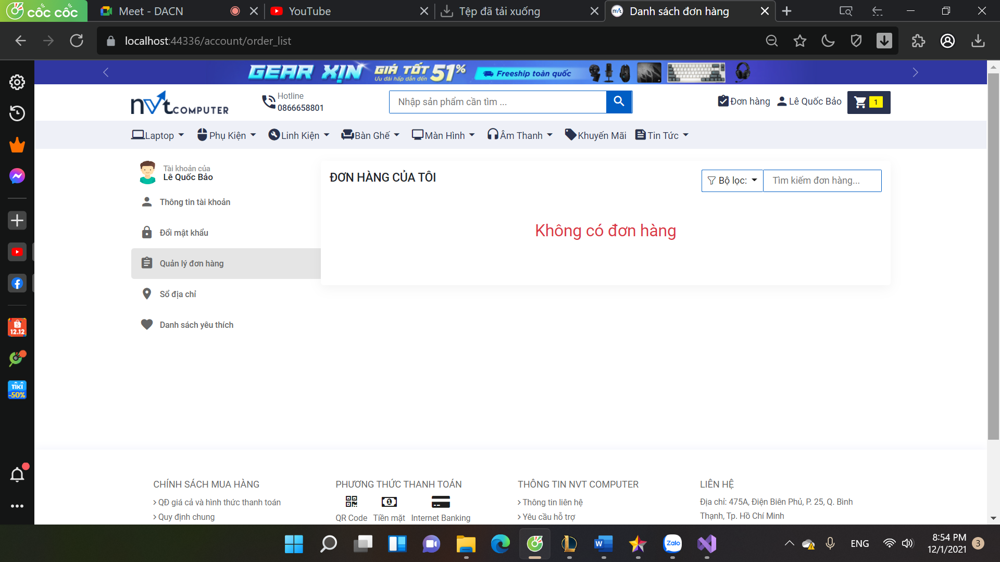 cốc cốc
Meet - DACN
YouTube
Tệp đã tải xuống
Danh sách đơn hàng
localhost:44336/account/order_list
GEAR XỊN
GIÁ TỐT
Ưu đãi hấp dẫn đến
51%
Freeship toàn quốc
nvt COMPUTER
Hotline
0866658801
Nhập sản phẩm cần tìm ...
Đơn hàng
Lê Quốc Bảo
1
Laptop
Phụ Kiện
Linh Kiện
Bàn Ghế
Màn Hình
Âm Thanh
Khuyến Mãi
Tin Tức
Tài khoản của
Lê Quốc Bảo
Thông tin tài khoản
Đổi mật khẩu
Quản lý đơn hàng
Sổ địa chỉ
Danh sách yêu thích
ĐƠN HÀNG CỦA TÔI
Bộ lọc:
Tìm kiếm đơn hàng...
Không có đơn hàng
12.12
TIKI
-50%
CHÍNH SÁCH MUA HÀNG
QĐ giá cả và hình thức thanh toán
Quy định chung
PHƯƠNG THỨC THANH TOÁN
QR Code
Tiền mặt
Internet Banking
THÔNG TIN NVT COMPUTER
Thông tin liên hệ
Yêu cầu hỗ trợ
LIÊN HỆ
Địa chỉ: 475A, Điện Biên Phủ, P. 25, Q. Bình
Thạnh, Tp. Hồ Chí Minh
Zalo
ENG
8:54 PM
12/1/2021
3